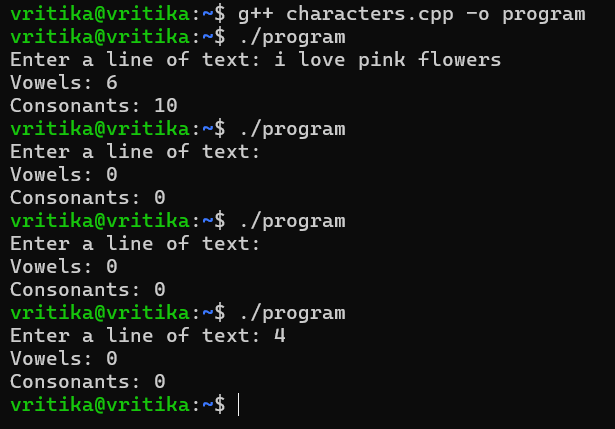 vritika@vritika:~$ g++ characters.cpp -o program
vritika@vritika:~$ ./program
Enter a line of text: i love pink flowers
Vowels: 6
Consonants: 10
vritika@vritika:~$ ./program
Enter a line of text:
Vowels: 0
Consonants: 0
vritika@vritika:~$ ./program
Enter a line of text:
Vowels: 0
Consonants: 0
vritika@vritika:~$ ./program
Enter a line of text: 4
Vowels: 0
Consonants: 0
vritika@vritika:~$